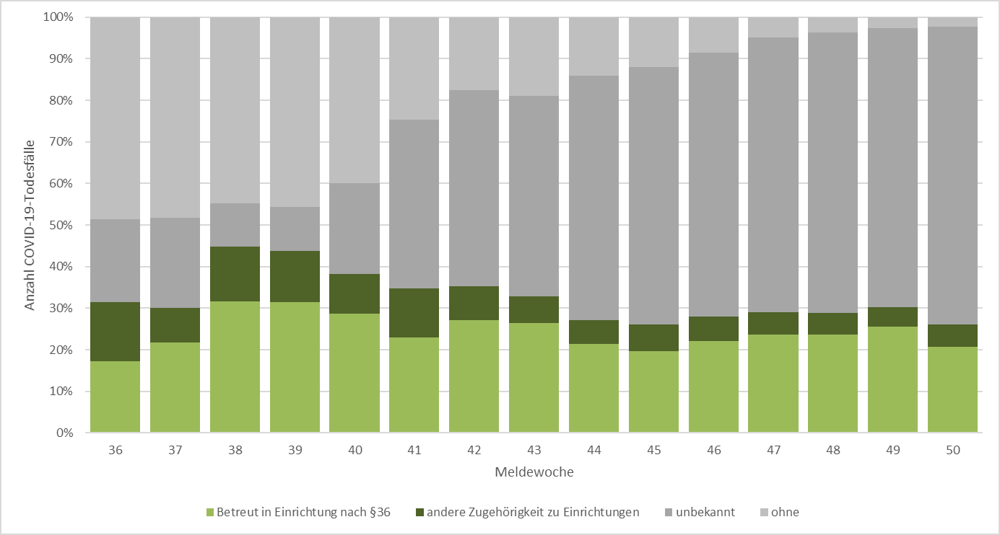 100%
90%
80%
70%
60%
50%
40%
30%
20%
10%
0%
Anzahl COVID-19-Todesfälle
36 37 38 39 40 41 42 43 44 45 46 47 48 49 50
Meldewoche
Betreut in Einrichtung nach §36 andere Zugehörigkeit zu Einrichtungen unbekannt ohne